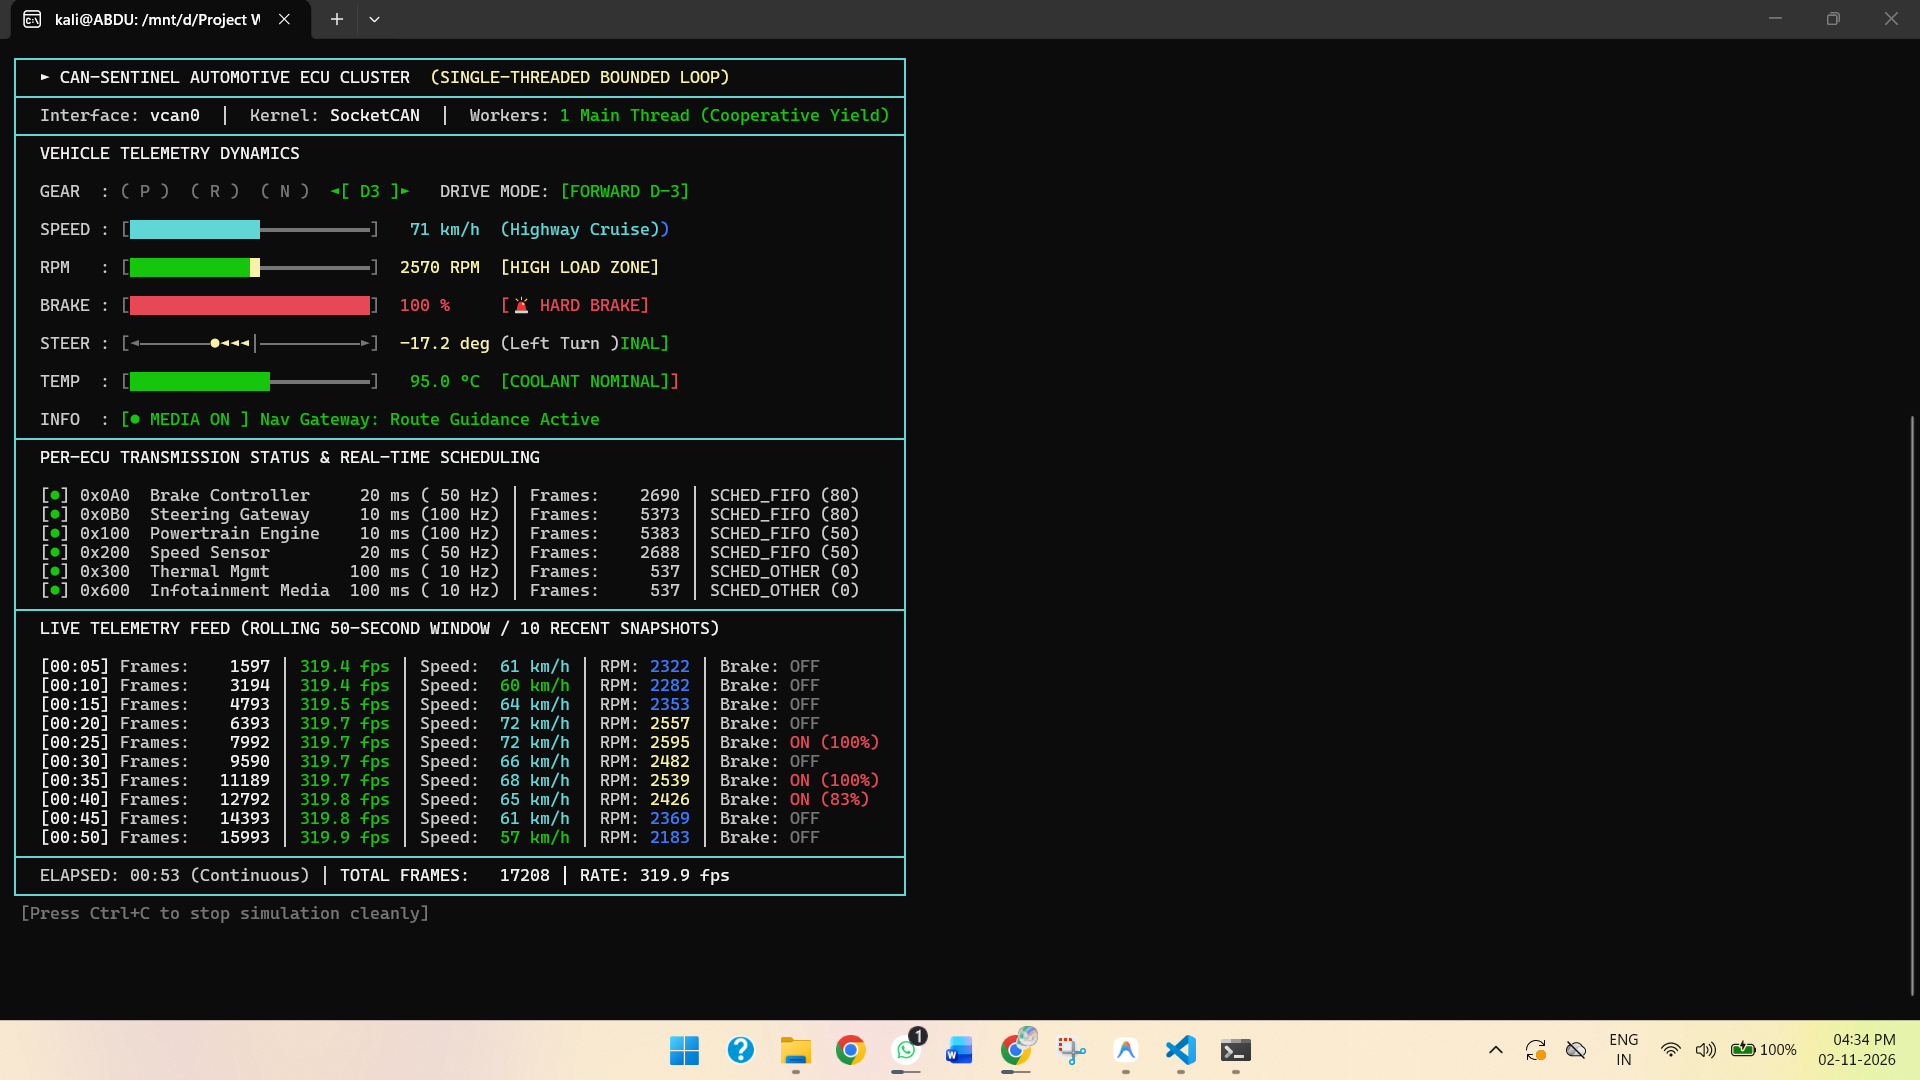 kali@ABDU: /mnt/d/Project W
► CAN-SENTINEL AUTOMOTIVE ECU CLUSTER (SINGLE-THREADED BOUNDED LOOP)
Interface: vcan0 │ Kernel: SocketCAN │ Workers: 1 Main Thread (Cooperative Yield)
VEHICLE TELEMETRY DYNAMICS
GEAR : ( P ) ( R ) ( N ) ◄[ D3 ]► DRIVE MODE: [FORWARD D-3]
SPEED : [ ] 71 km/h (Highway Cruise))
RPM : [ ] 2570 RPM [HIGH LOAD ZONE]
BRAKE : [ ] 100 % [🚨 HARD BRAKE]
STEER : [◄───────●◄◄◄│──────────►] -17.2 deg (Left Turn )INAL]
TEMP : [ ] 95.0 °C [COOLANT NOMINAL]]
INFO : [● MEDIA ON ] Nav Gateway: Route Guidance Active
PER-ECU TRANSMISSION STATUS & REAL-TIME SCHEDULING
[●] 0x0A0 Brake Controller 20 ms ( 50 Hz) │ Frames: 2690 │ SCHED_FIFO (80)
[●] 0x0B0 Steering Gateway 10 ms (100 Hz) │ Frames: 5373 │ SCHED_FIFO (80)
[●] 0x100 Powertrain Engine 10 ms (100 Hz) │ Frames: 5383 │ SCHED_FIFO (50)
[●] 0x200 Speed Sensor 20 ms ( 50 Hz) │ Frames: 2688 │ SCHED_FIFO (50)
[●] 0x300 Thermal Mgmt 100 ms ( 10 Hz) │ Frames: 537 │ SCHED_OTHER (0)
[●] 0x600 Infotainment Media 100 ms ( 10 Hz) │ Frames: 537 │ SCHED_OTHER (0)
LIVE TELEMETRY FEED (ROLLING 50-SECOND WINDOW / 10 RECENT SNAPSHOTS)
[00:05] Frames: 1597 │ 319.4 fps │ Speed: 61 km/h │ RPM: 2322 │ Brake: OFF
[00:10] Frames: 3194 │ 319.4 fps │ Speed: 60 km/h │ RPM: 2282 │ Brake: OFF
[00:15] Frames: 4793 │ 319.5 fps │ Speed: 64 km/h │ RPM: 2353 │ Brake: OFF
[00:20] Frames: 6393 │ 319.7 fps │ Speed: 72 km/h │ RPM: 2557 │ Brake: OFF
[00:25] Frames: 7992 │ 319.7 fps │ Speed: 72 km/h │ RPM: 2595 │ Brake: ON (100%)
[00:30] Frames: 9590 │ 319.7 fps │ Speed: 66 km/h │ RPM: 2482 │ Brake: OFF
[00:35] Frames: 11189 │ 319.7 fps │ Speed: 68 km/h │ RPM: 2539 │ Brake: ON (100%)
[00:40] Frames: 12792 │ 319.8 fps │ Speed: 65 km/h │ RPM: 2426 │ Brake: ON (83%)
[00:45] Frames: 14393 │ 319.8 fps │ Speed: 61 km/h │ RPM: 2369 │ Brake: OFF
[00:50] Frames: 15993 │ 319.9 fps │ Speed: 57 km/h │ RPM: 2183 │ Brake: OFF
ELAPSED: 00:53 (Continuous) │ TOTAL FRAMES: 17208 │ RATE: 319.9 fps
[Press Ctrl+C to stop simulation cleanly]
1
ENG
IN
100%
04:34 PM
02-11-2026